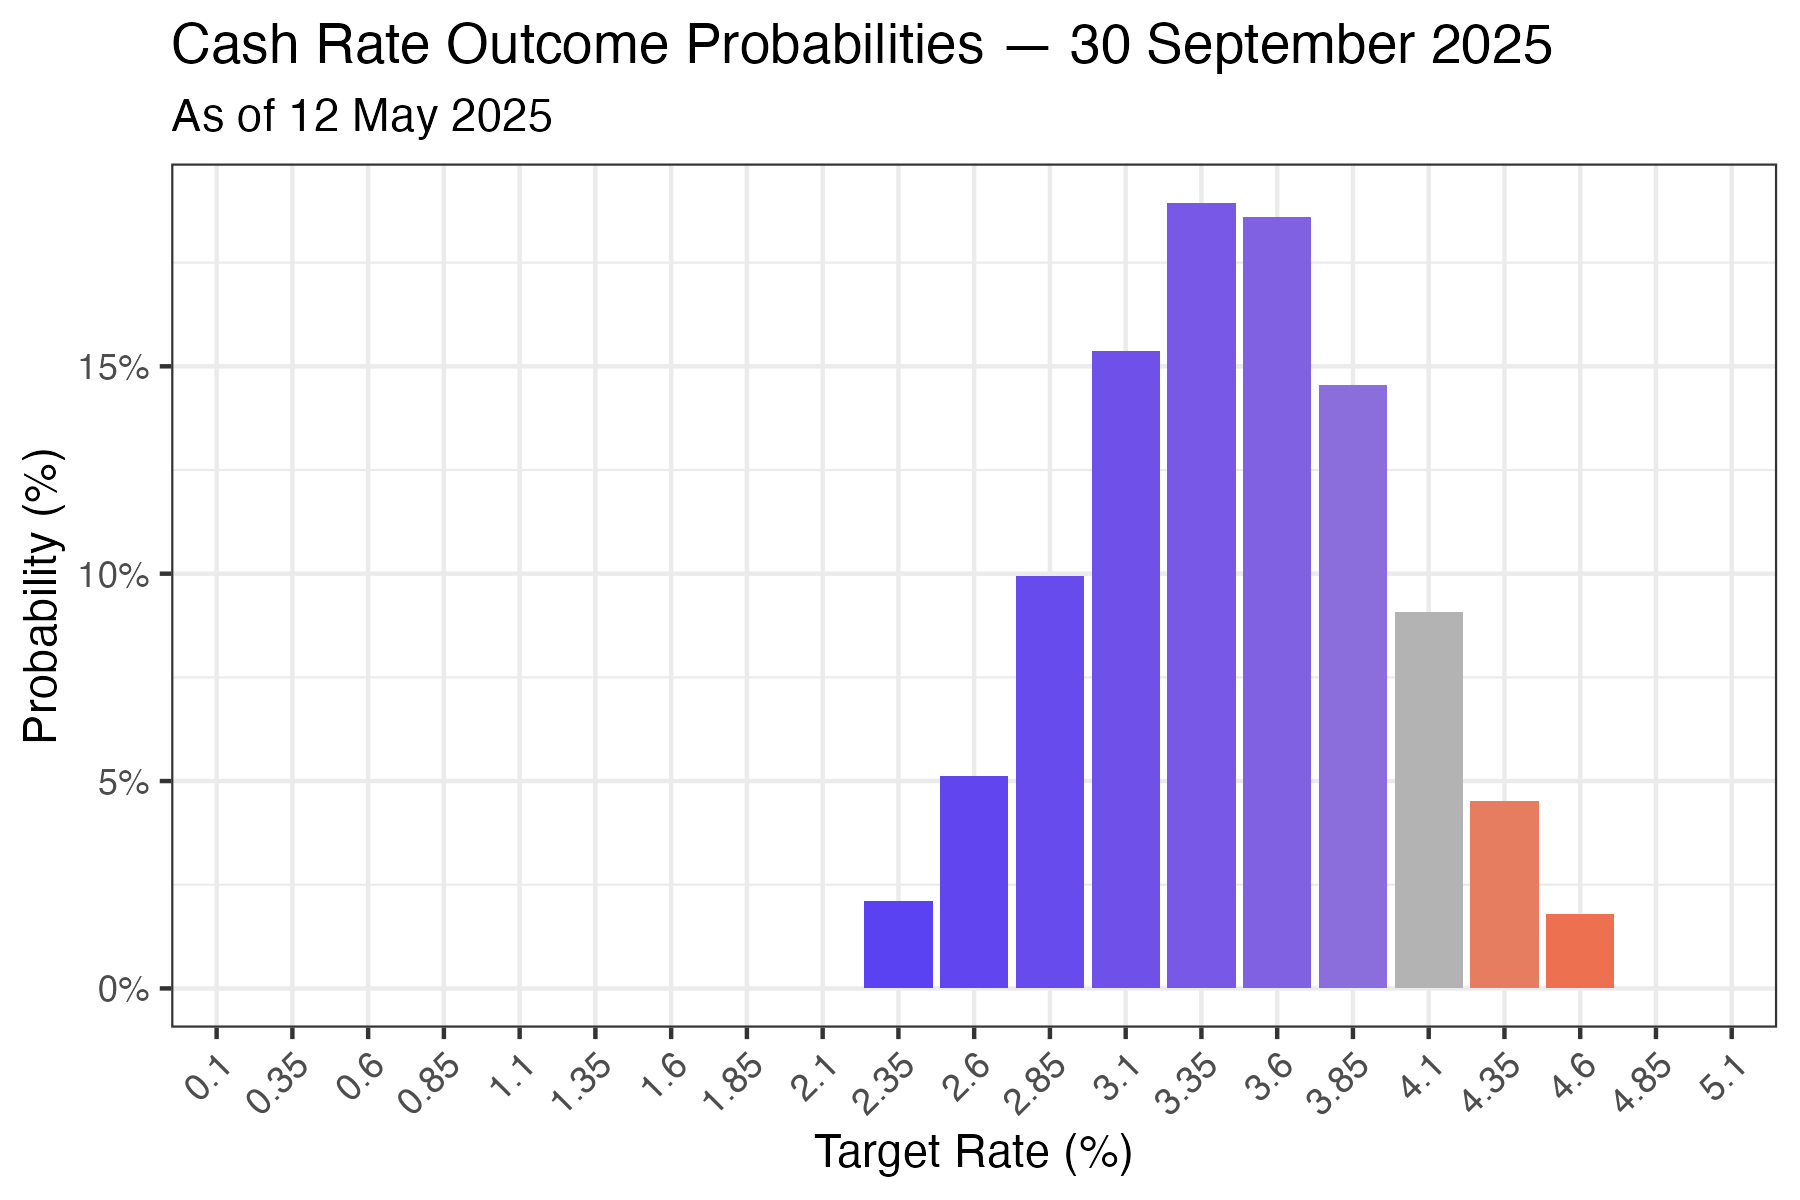 Cash Rate Outcome Probabilities — 30 September 2025
As of 12 May 2025
Probability (%)
15%
10%
5%
0%
0.1 0.35 0.6 0.85 1.1 1.35 1.6 1.85 2.1 2.35 2.6 2.85 3.1 3.35 3.6 3.85 4.1 4.35 4.6 4.85 5.1
Target Rate (%)